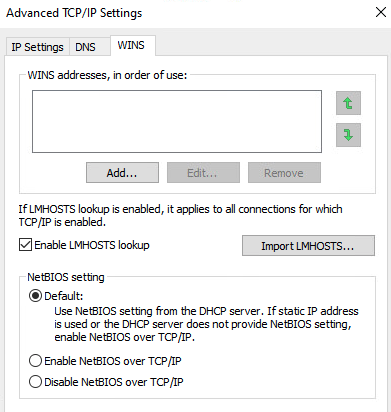 Advanced TCP/IP Settings
IP Settings DNS WINS
WINS addresses, in order of use:
Add... Edit... Remove
If LMHOSTS lookup is enabled, it applies to all connections for which
TCP/IP is enabled.
Enable LMHOSTS lookup Import LMHOSTS...
NetBIOS setting
Default:
Use NetBIOS setting from the DHCP server. If static IP address
is used or the DHCP server does not provide NetBIOS setting,
enable NetBIOS over TCP/IP.
Enable NetBIOS over TCP/IP
Disable NetBIOS over TCP/IP